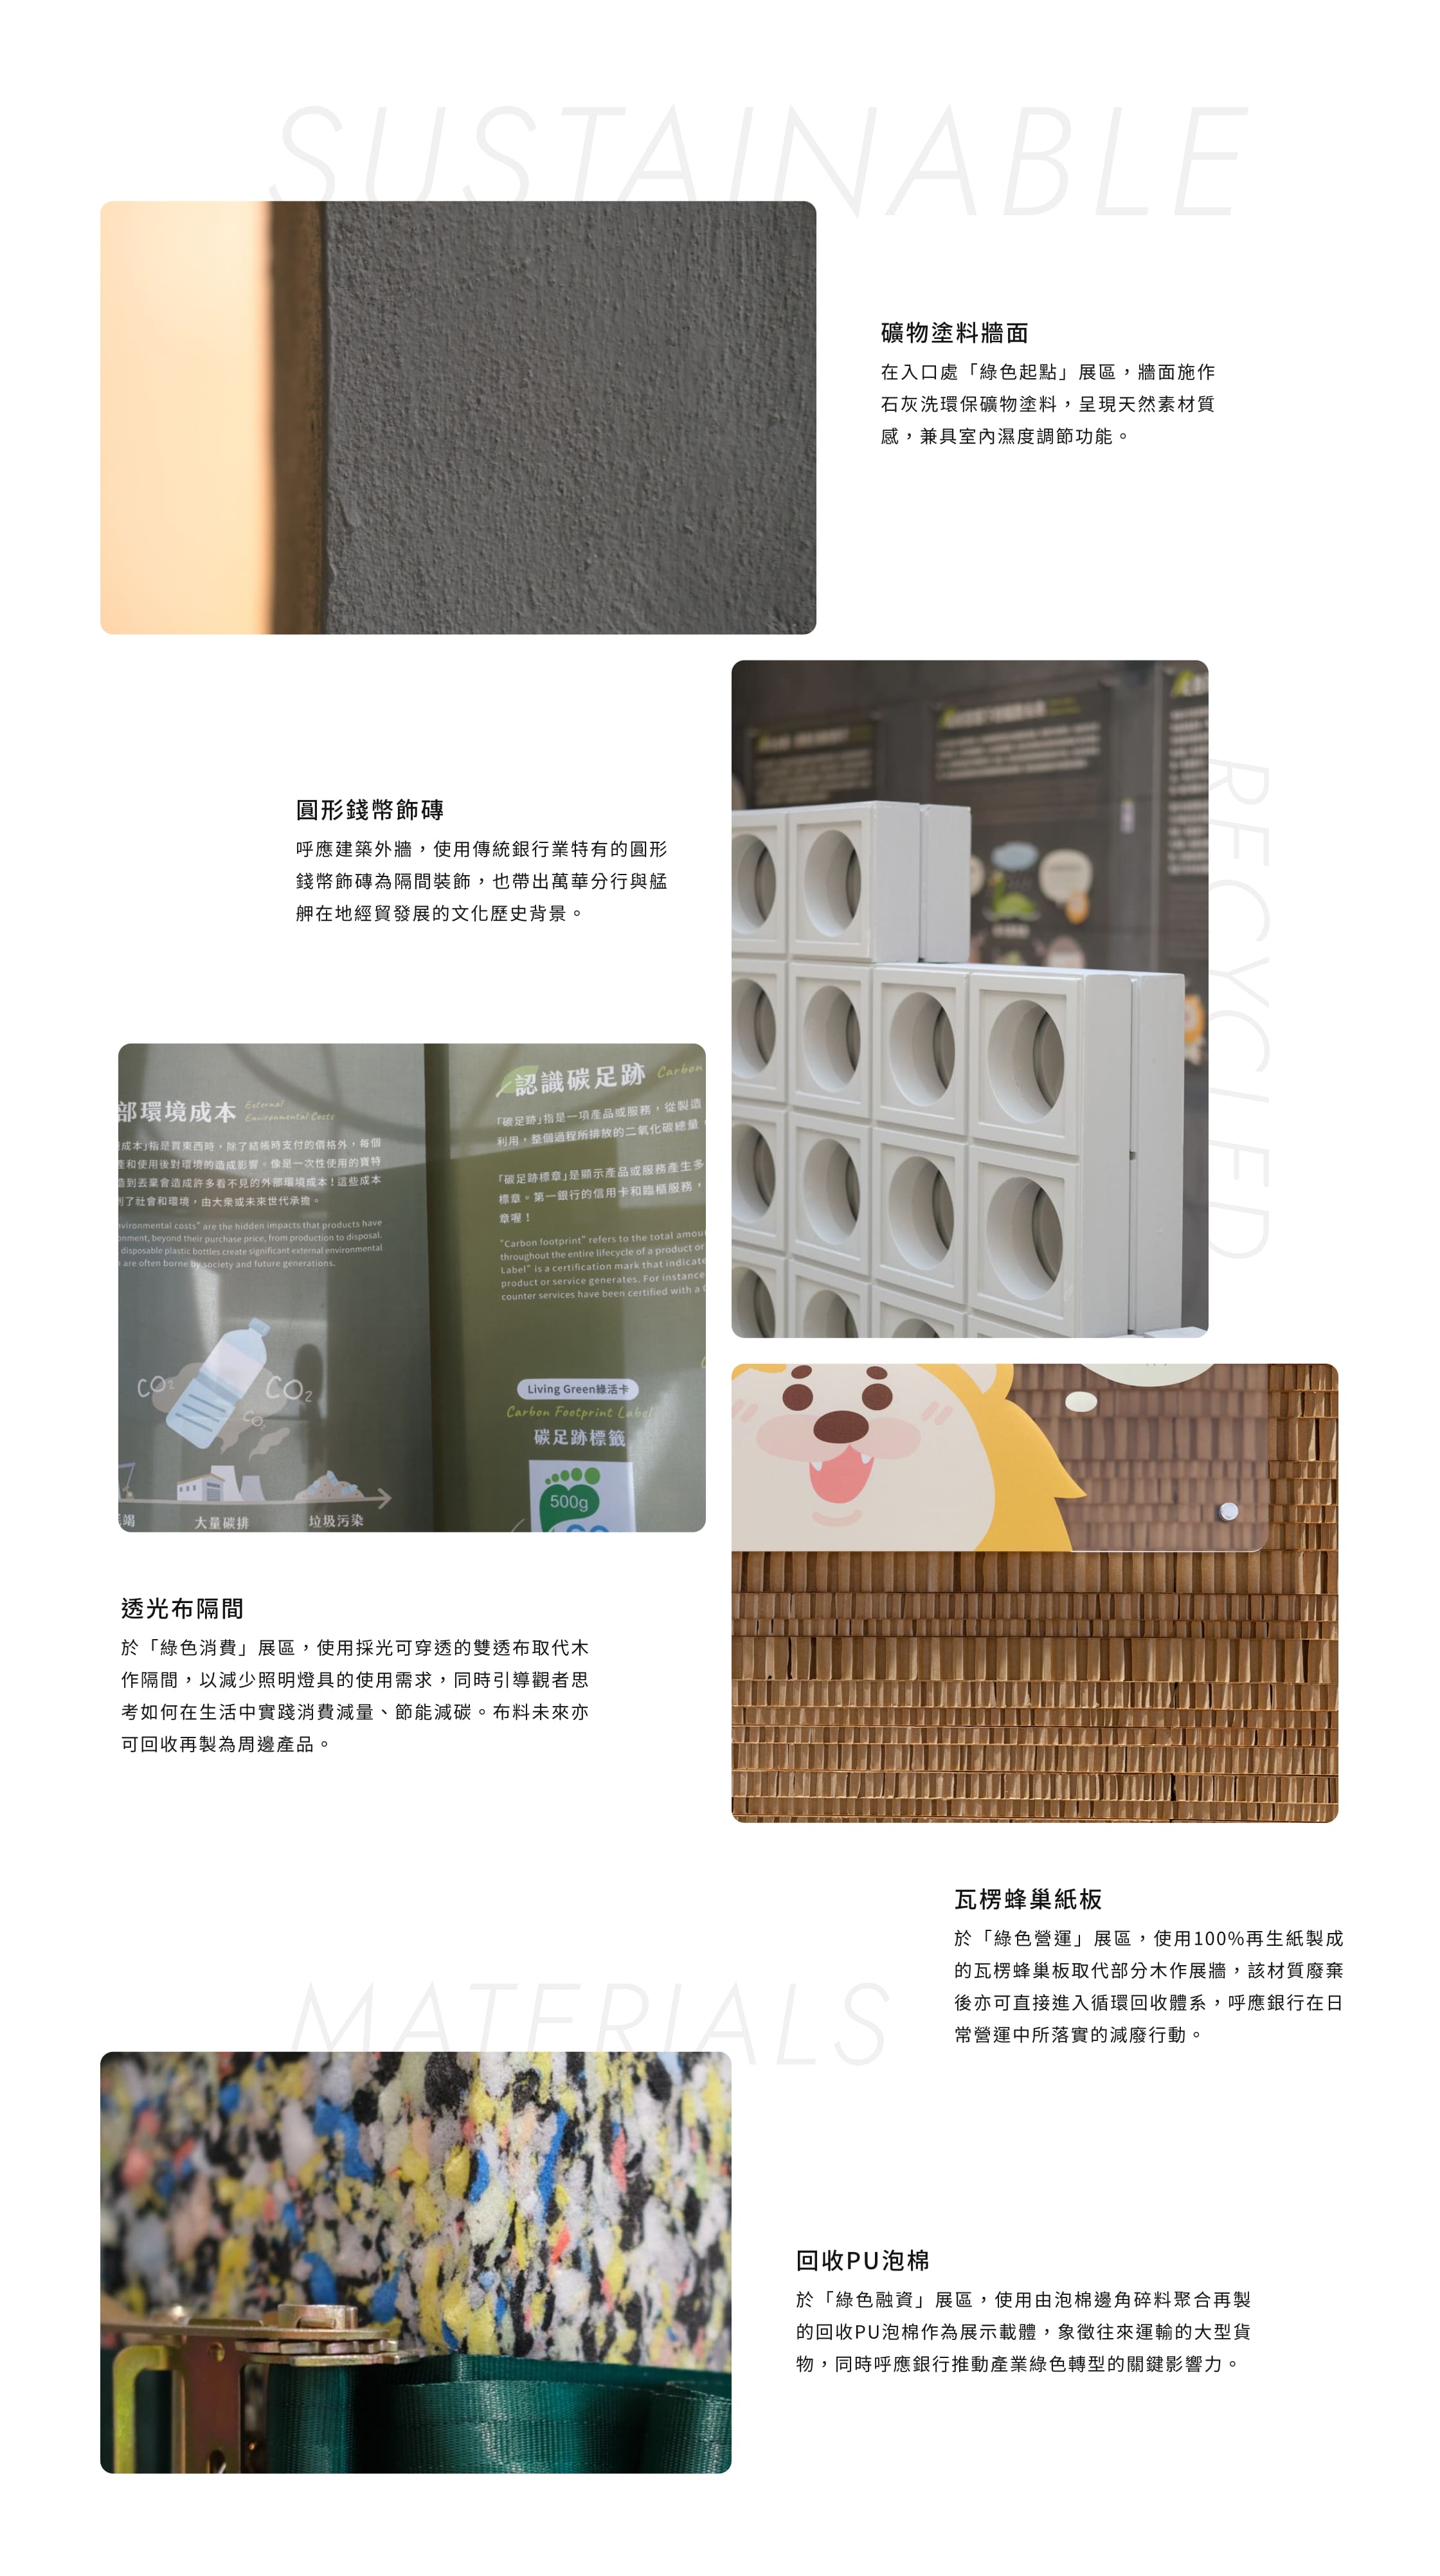 SUSTAINABLE
礦物塗料牆面
在入口處「綠色起點」展區，牆面施作
石灰洗環保礦物塗料，呈現天然素材質
感，兼具室內濕度調節功能。
RECYCLED
圓形錢幣飾磚
呼應建築外牆，使用傳統銀行業特有的圓形
錢幣飾磚為隔間裝飾，也帶出萬華分行與艋
舺在地經貿發展的文化歷史背景。
部環境成本 External
Environmental Costs
成本」指是買東西時，除了結帳時支付的價格外，每個
產和使用後對環境的造成影響。像是一次性使用的寶特
造到丟棄會造成許多看不見的外部環境成本！這些成本
到了社會和環境，由大衆或未來世代承擔。
nvironmental costs" are the hidden impacts that products have
onment, beyond their purchase price, from production to disposal.
disposable plastic bottles create significant external environmental
are often borne by society and future generations.
CO₂
CO₂
CO₂
大量碳排
垃圾污染
認識碳足跡 Carbon
「碳足跡」指是一項產品或服務，從製造
利用，整個過程所排放的二氧化碳總量
「碳足跡標章」是顯示產品或服務產生多
標章。第一銀行的信用卡和臨櫃服務，
章喔！
"Carbon footprint" refers to the total amou
throughout the entire lifecycle of a product or
Label" is a certification mark that indicate
product or service generates. For instance
counter services have been certified with a
Living Green綠活卡
Carbon Footprint Label
碳足跡標籤
500g
透光布隔間
於「綠色消費」展區，使用採光可穿透的雙透布取代木
作隔間，以減少照明燈具的使用需求，同時引導觀者思
考如何在生活中實踐消費減量、節能減碳。布料未來亦
可回收再製為周邊產品。
瓦楞蜂巢紙板
於「綠色營運」展區，使用100%再生紙製成
的瓦楞蜂巢板取代部分木作展牆，該材質廢棄
後亦可直接進入循環回收體系，呼應銀行在日
常營運中所落實的減廢行動。
MATERIALS
回收PU泡棉
於「綠色融資」展區，使用由泡棉邊角碎料聚合再製
的回收PU泡棉作為展示載體，象徵往來運輸的大型貨
物，同時呼應銀行推動產業綠色轉型的關鍵影響力。